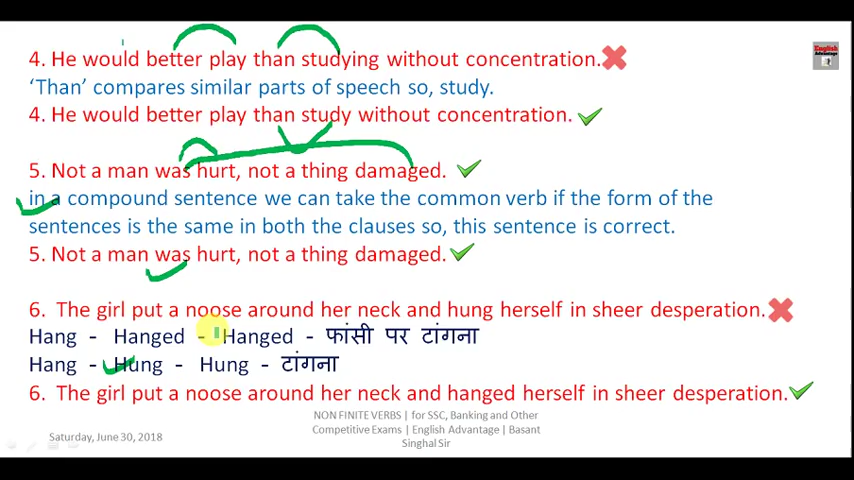 4. He would better play than studying without concentration.
English Advantage
‘Than’ compares similar parts of speech so, study.
4. He would better play than study without concentration.
5. Not a man was hurt, not a thing damaged.
in a compound sentence we can take the common verb if the form of the
sentences is the same in both the clauses so, this sentence is correct.
5. Not a man was hurt, not a thing damaged.
6. The girl put a noose around her neck and hung herself in sheer desperation.
Hang - Hanged - Hanged - फांसी पर टांगना
Hang - Hung - Hung - टांगना
6. The girl put a noose around her neck and hanged herself in sheer desperation.
NON FINITE VERBS | for SSC, Banking and Other
Competitive Exams | English Advantage | Basant
Singhal Sir
Saturday, June 30, 2018